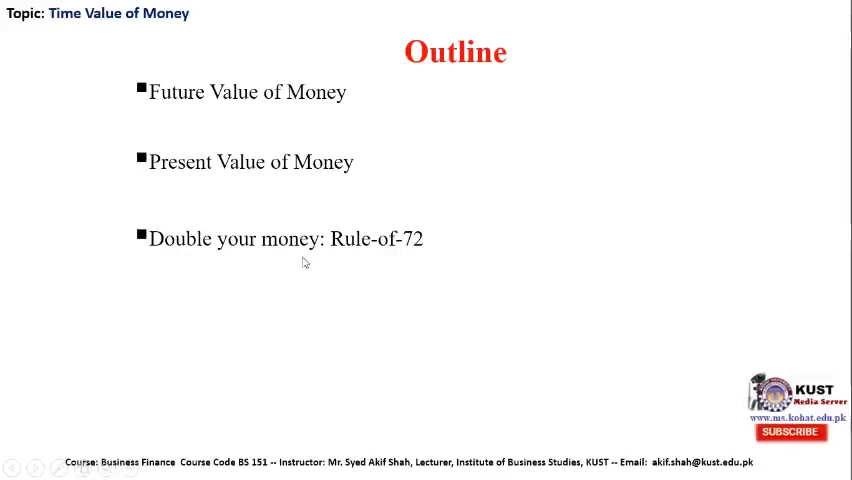 Topic: Time Value of Money
Outline
Future Value of Money
Present Value of Money
Double your money: Rule-of-72
KUST
Media Server
www.ms.kohat.edu.pk
SUBSCRIBE
Course: Business Finance Course Code BS 151 -- Instructor: Mr. Syed Akif Shah, Lecturer, Institute of Business Studies, KUST -- Email: akif.shah@kust.edu.pk